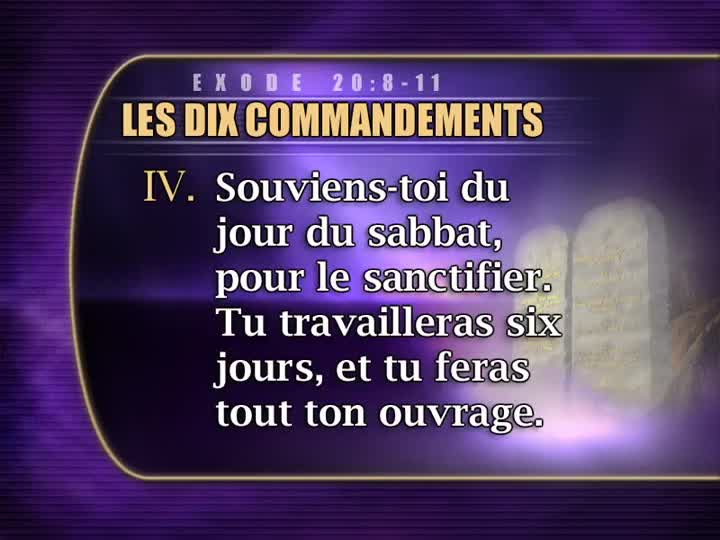 EXODE 20:8-11
LES DIX COMMANDEMENTS
IV. Souviens-toi du
jour du sabbat,
pour le sanctifier.
Tu travailleras six
jours, et tu feras
tout ton ouvrage.